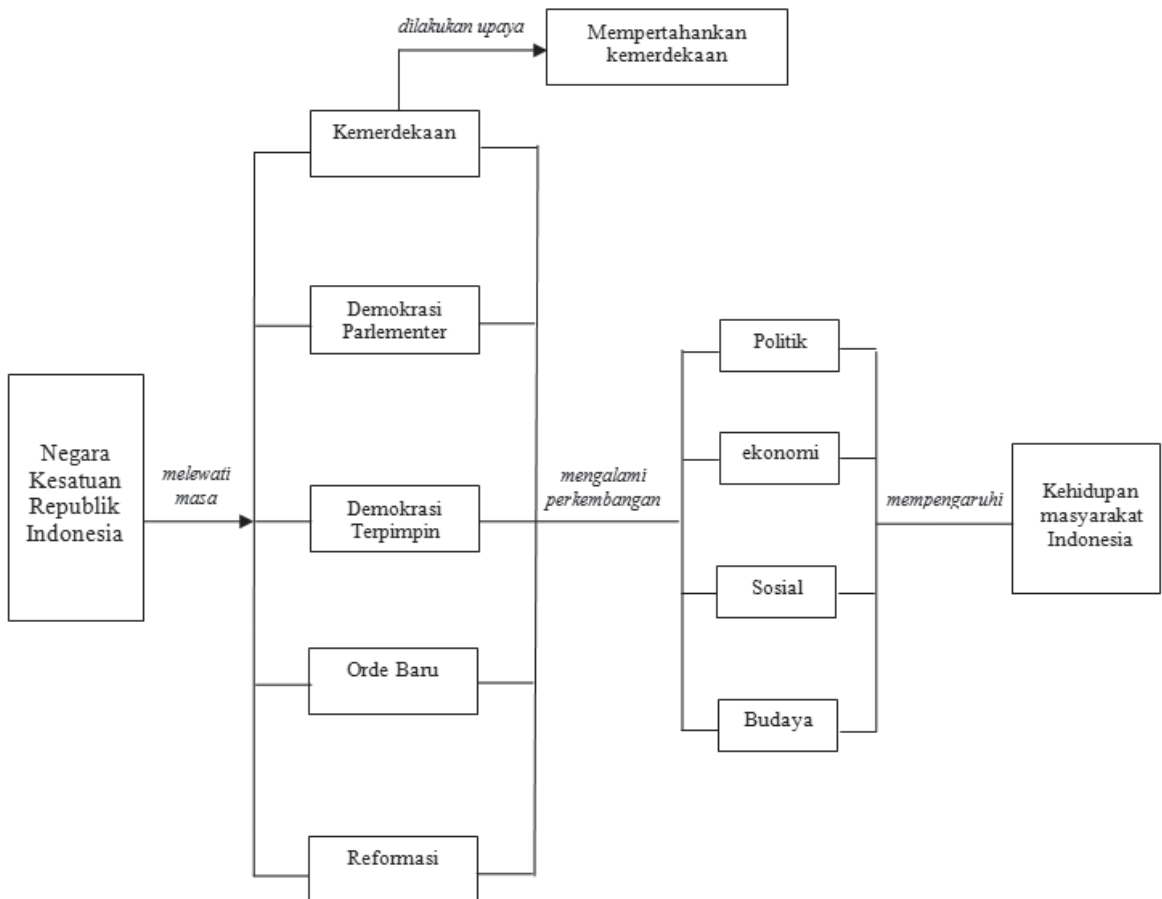 dilakukan upaya
Mempertahankan
kemerdekaan
Kemerdekaan
Demokrasi
Parlementer
Politik
Negara
Kesatuan
Republik
Indonesia
melewati
masa
Demokrasi
Terpimpin
mengalami
perkembangan
ekonomi
mempengaruhi
Kehidupan
masyarakat
Indonesia
Sosial
Orde Baru
Budaya
Reformasi